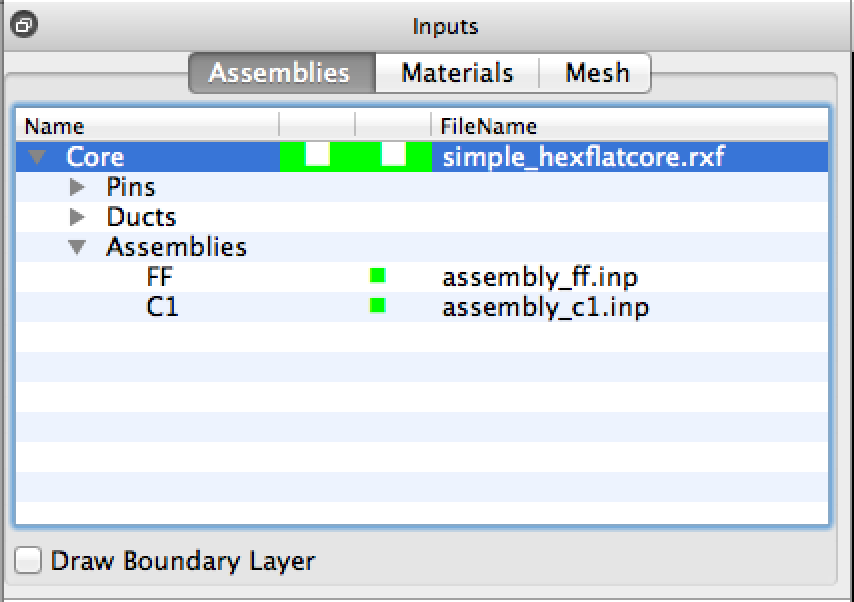 Inputs
Assemblies Materials Mesh
Name FileName
Core simple_hexflatcore.rxf
Pins
Ducts
Assemblies
FF assembly_ff.inp
C1 assembly_c1.inp
Draw Boundary Layer